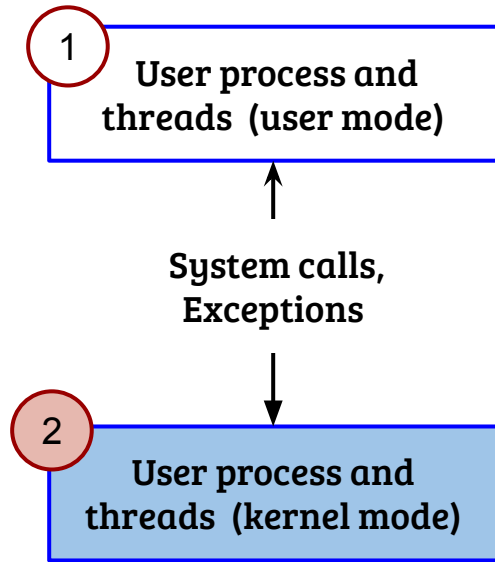 1
User process and
threads (user mode)
System calls,
Exceptions
2
User process and
threads (kernel mode)